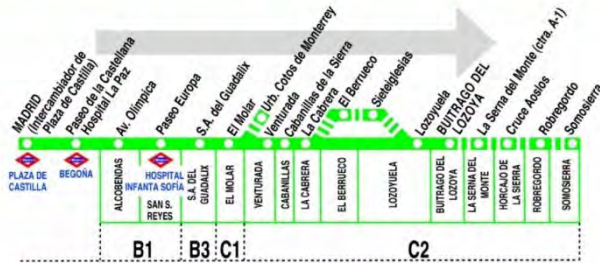 MADRID
(Intercambiador de
Plaza de Castilla)
Paseo de la Castellana
Hospital La Paz
Av. Olímpica
Paseo Europa
S.A. del Guadalix
El Molar
Urb. Cotos de Monterrey
Venturada
Cabanillas de la Sierra
La Cabrera
El Berrueco
Sieteiglesias
Lozoyuela
BUITRAGO DEL
LOZOYA
La Serna del Monte (ctra. A-1)
Cruce Aosios
Robregordo
Somosierra
PLAZA DE
CASTILLA
BEGOÑA
HOSPITAL
INFANTA SOFÍA
ALCOBENDAS
SAN S.
REYES
S.A. DEL
GUADALIX
EL MOLAR
VENTURADA
CABANILLAS
LA CABRERA
EL BERRUECO
LOZOYUELA
BUITRAGO DEL
LOZOYA
LA SERNA DEL
MONTE
HORCAJO DE
LA SIERRA
ROBREGORDO
SOMOSIERRA
B1
B3
C1
C2